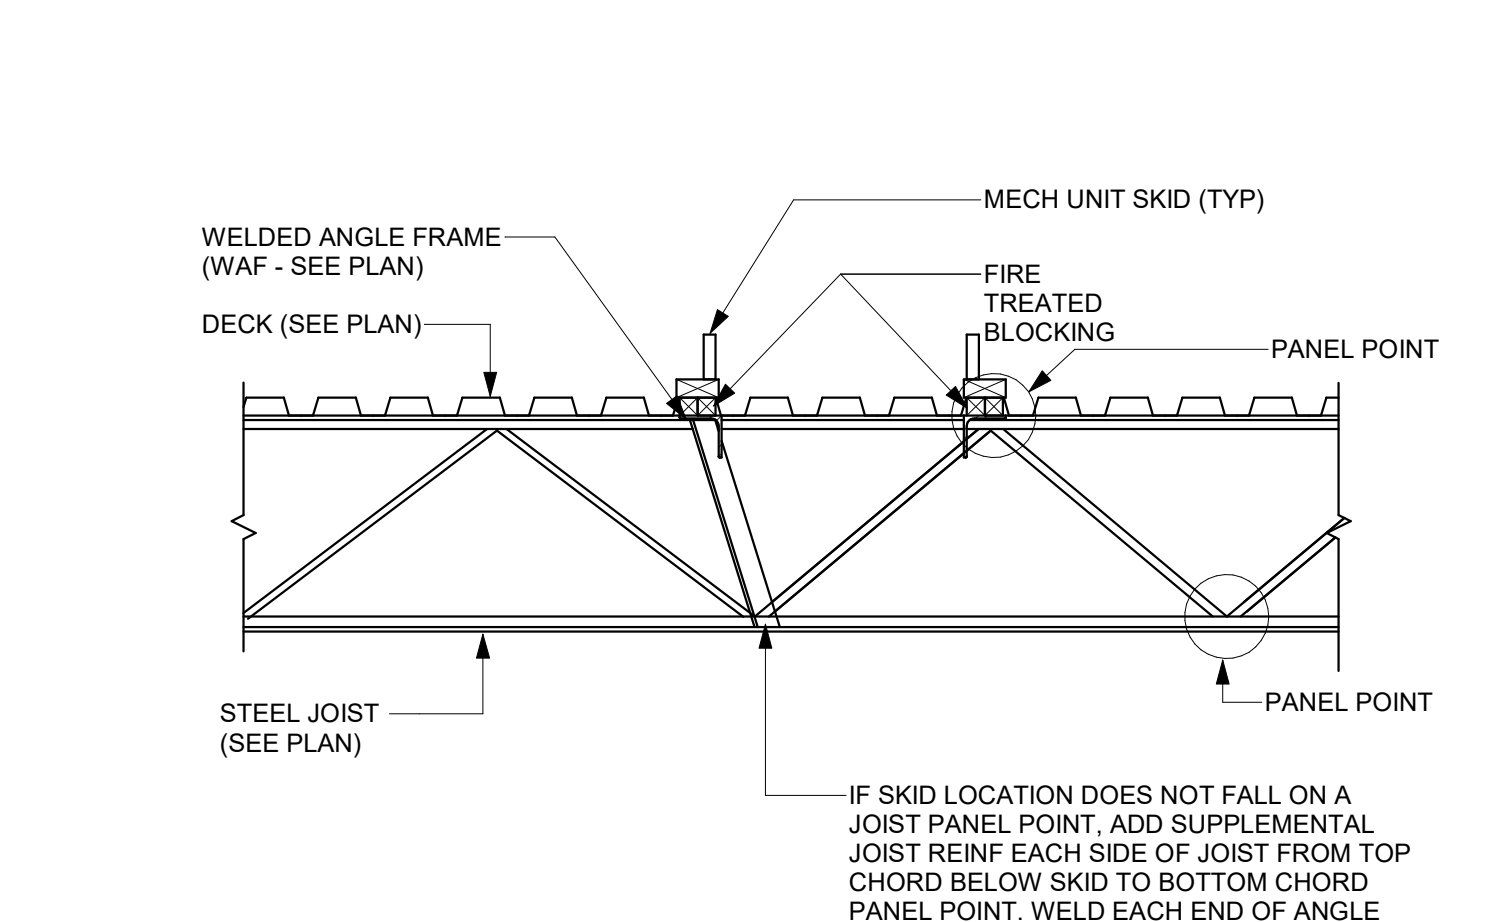 MECH UNIT SKID (TYP)
WELDED ANGLE FRAME
(WAF - SEE PLAN)
FIRE
TREATED
BLOCKING
DECK (SEE PLAN)
PANEL POINT
STEEL JOIST
(SEE PLAN)
PANEL POINT
IF SKID LOCATION DOES NOT FALL ON A
JOIST PANEL POINT, ADD SUPPLEMENTAL
JOIST REINF EACH SIDE OF JOIST FROM TOP
CHORD BELOW SKID TO BOTTOM CHORD
PANEL POINT. WELD EACH END OF ANGLE